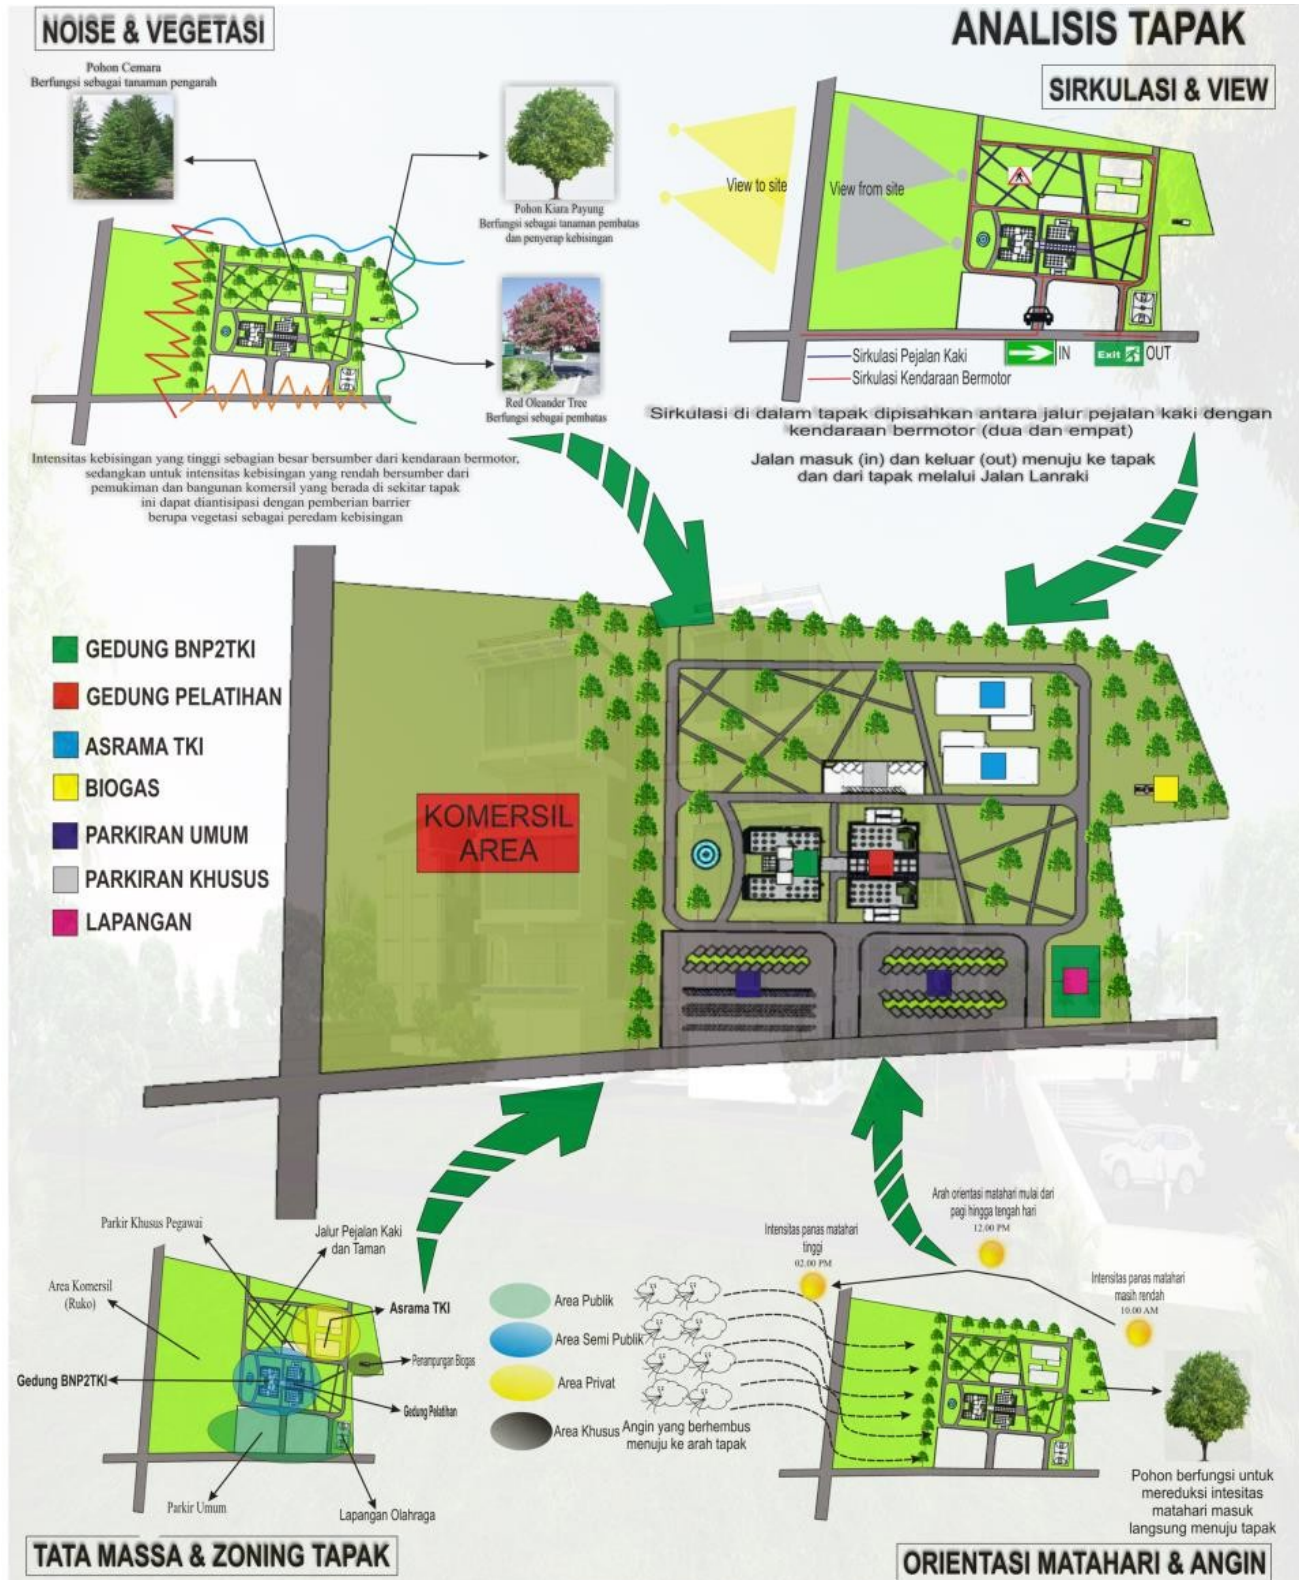 NOISE & VEGETASI
ANALISIS TAPAK
SIRKULASI & VIEW
Pohon Cemara
Berfungsi sebagai tanaman pengarah
Pohon Kiara Payung
Berfungsi sebagai tanaman pembatas
dan penyerap kebisingan
Red Oleander Tree
Berfungsi sebagai pembatas
Intensitas kebisingan yang tinggi sebagian besar bersumber dari kendaraan bermotor,
sedangkan untuk intensitas kebisingan yang rendah bersumber dari
pemukiman dan bangunan komersil yang berada di sekitar tapak
ini dapat diantisipasi dengan pemberian barrier
berupa vegetasi sebagai peredam kebisingan
View to site
View from site
Sirkulasi Pejalan Kaki
IN
Exit
OUT
Sirkulasi Kendaraan Bermotor
Sirkulasi di dalam tapak dipisahkan antara jalur pejalan kaki dengan
kendaraan bermotor (dua dan empat)
Jalan masuk (in) dan keluar (out) menuju ke tapak
dan dari tapak melalui Jalan Lanraki
GEDUNG BNP2TKI
GEDUNG PELATIHAN
ASRAMA TKI
BIOGAS
PARKIRAN UMUM
PARKIRAN KHUSUS
LAPANGAN
KOMERSIL
AREA
Parkir Khusus Pegawai
Jalur Pejalan Kaki
dan Taman
Area Komersil
(Ruko)
Asrama TKI
Penampungan Biogas
Gedung BNP2TKI
Gedung Pelatihan
Parkir Umum
Lapangan Olahraga
Area Publik
Area Semi Publik
Area Privat
Area Khusus
TATA MASSA & ZONING TAPAK
Arah orientasi matahari mulai dari
pagi hingga tengah hari
12.00 PM
Intensitas panas matahari
tinggi
02.00 PM
Intensitas panas matahari
masih rendah
10.00 AM
Angin yang berhembus
menuju ke arah tapak
Pohon berfungsi untuk
mereduksi intesitas
matahari masuk
langsung menuju tapak
ORIENTASI MATAHARI & ANGIN